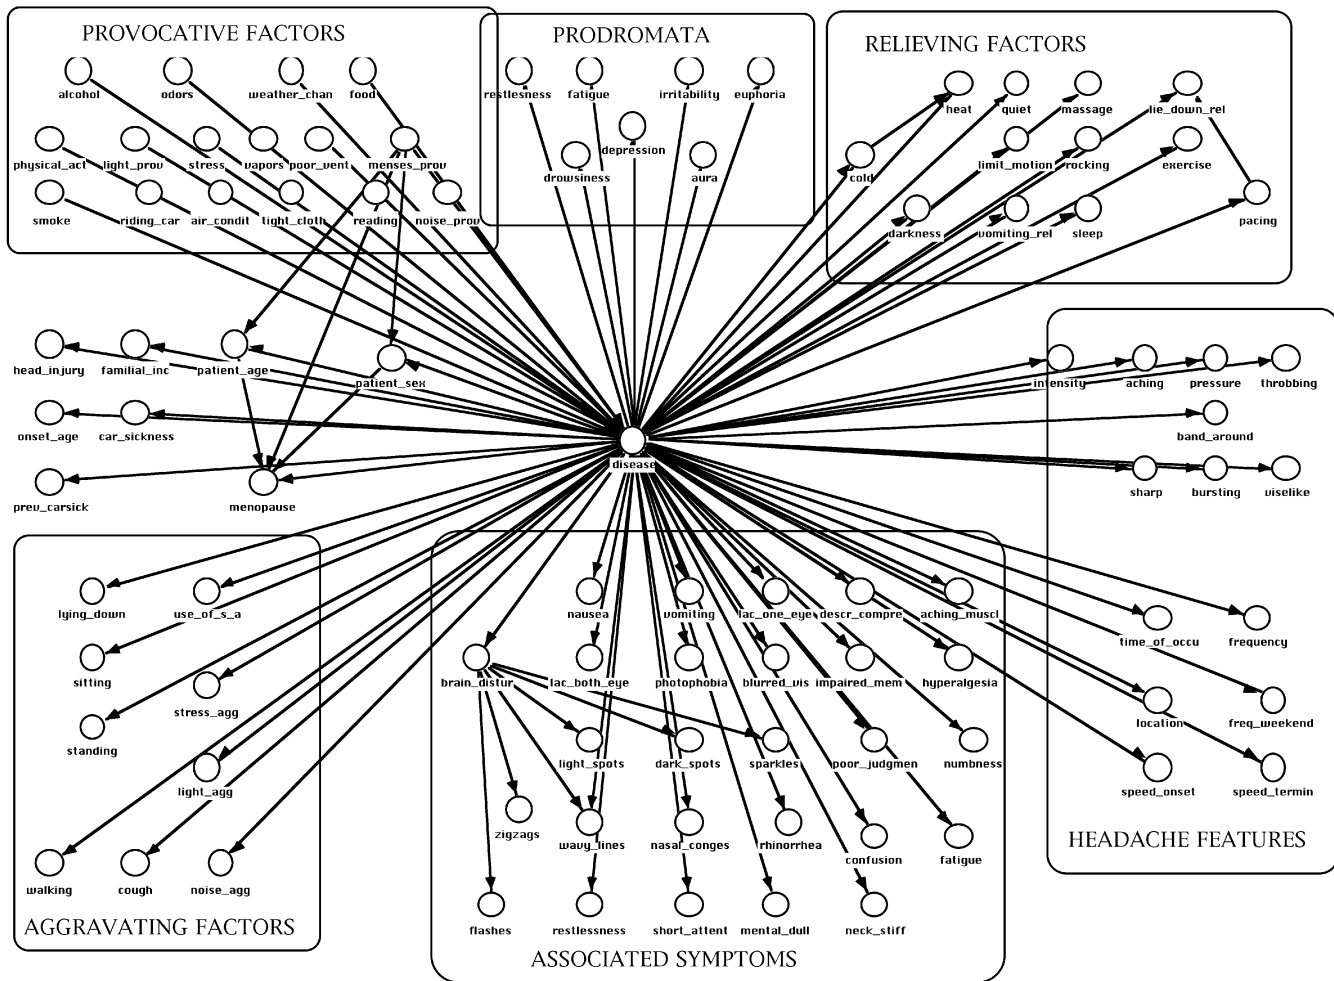 PROVOCATIVE FACTORS
PRODROMATA
RELIEVING FACTORS
alcohol
odors
weather_chan
food
restlesness
fatigue
irritability
euphoria
heat
quiet
massage
lie_down_rel
physical_act
light_prov
stress
vapors
poor_vent
menses_prov
drowsiness
depression
aura
cold
limit_motion
rocking
exercise
smoke
riding_car
air_condit
tight_cloth
reading
noise_prov
darkness
vomiting_rel
sleep
pacing
head_injury
familial_inc
patient_age
patient_sex
intensity
aching
pressure
throbbing
onset_age
car_sickness
band_around
disease
prev_carsick
menopause
sharp
bursting
viselike
lying_down
use_of_s_a
nausea
vomiting
lac_one_eye
descr_compre
aching_muscl
time_of_occu
frequency
sitting
stress_agg
brain_distur
lac_both_eye
photophobia
blurred_vis
impaired_mem
hyperalgesia
location
freq_weekend
standing
light_agg
light_spots
dark_spots
sparkles
poor_judgmen
numbness
speed_onset
speed_termin
zigzags
wavy_lines
nasal_conges
rhinorrhea
confusion
fatigue
HEADACHE FEATURES
walking
cough
noise_agg
flashes
restlessness
short_attent
mental_dull
neck_stiff
AGGRAVATING FACTORS
ASSOCIATED SYMPTOMS